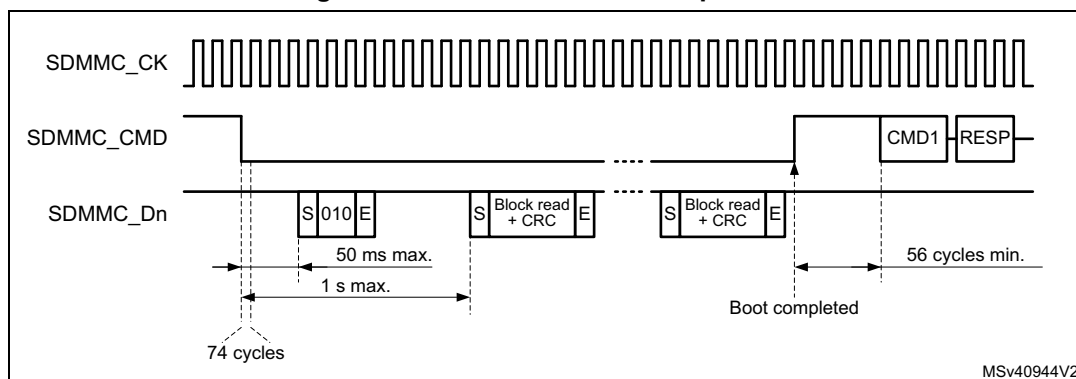 SDMMC_CK
SDMMC_CMD
CMD1 RESP
SDMMC_Dn
S 010 E S Block read + CRC E S Block read + CRC E
50 ms max.
56 cycles min.
1 s max.
Boot completed
74 cycles
MSv40944V2